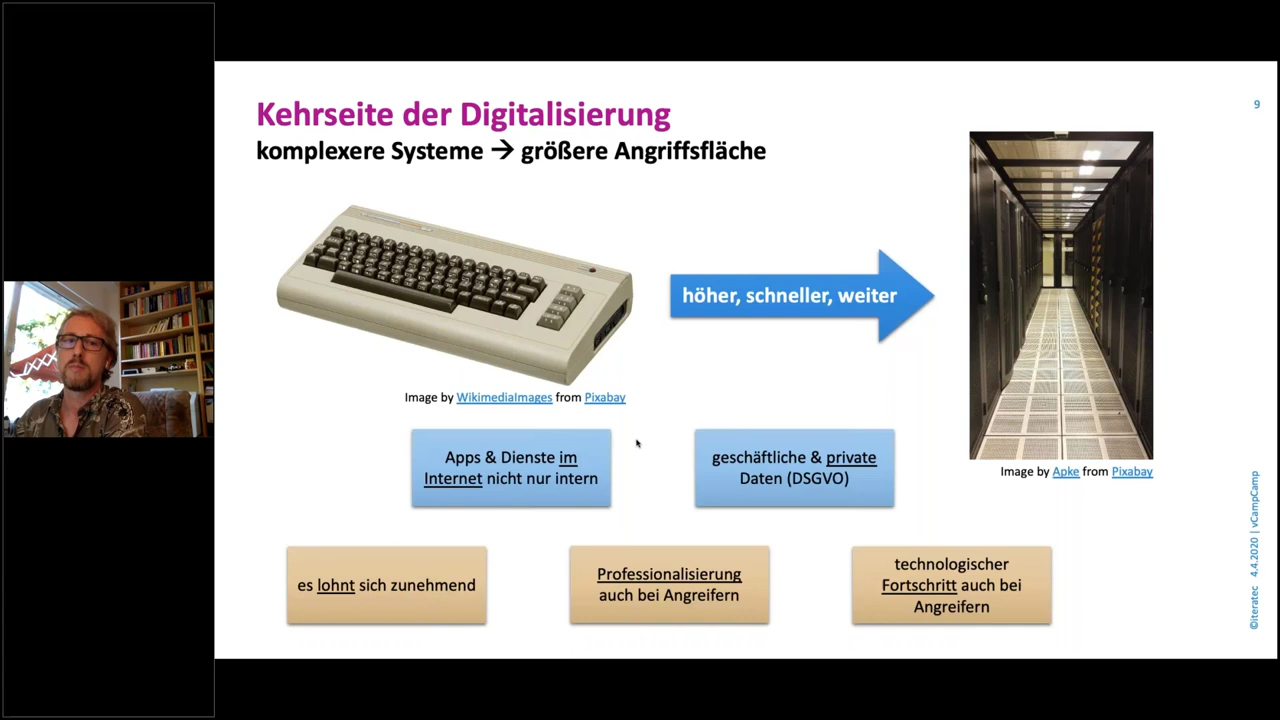 Kehrseite der Digitalisierung
komplexere Systeme → größere Angriffsfläche
9
höher, schneller, weiter
Image by WikimediaImages from Pixabay
Image by Apke from Pixabay
Apps & Dienste im
Internet nicht nur intern
geschäftliche & private
Daten (DSGVO)
es lohnt sich zunehmend
Professionalisierung
auch bei Angreifern
technologischer
Fortschritt auch bei
Angreifern
©iteratec 4.4.2020 | vCampCamp